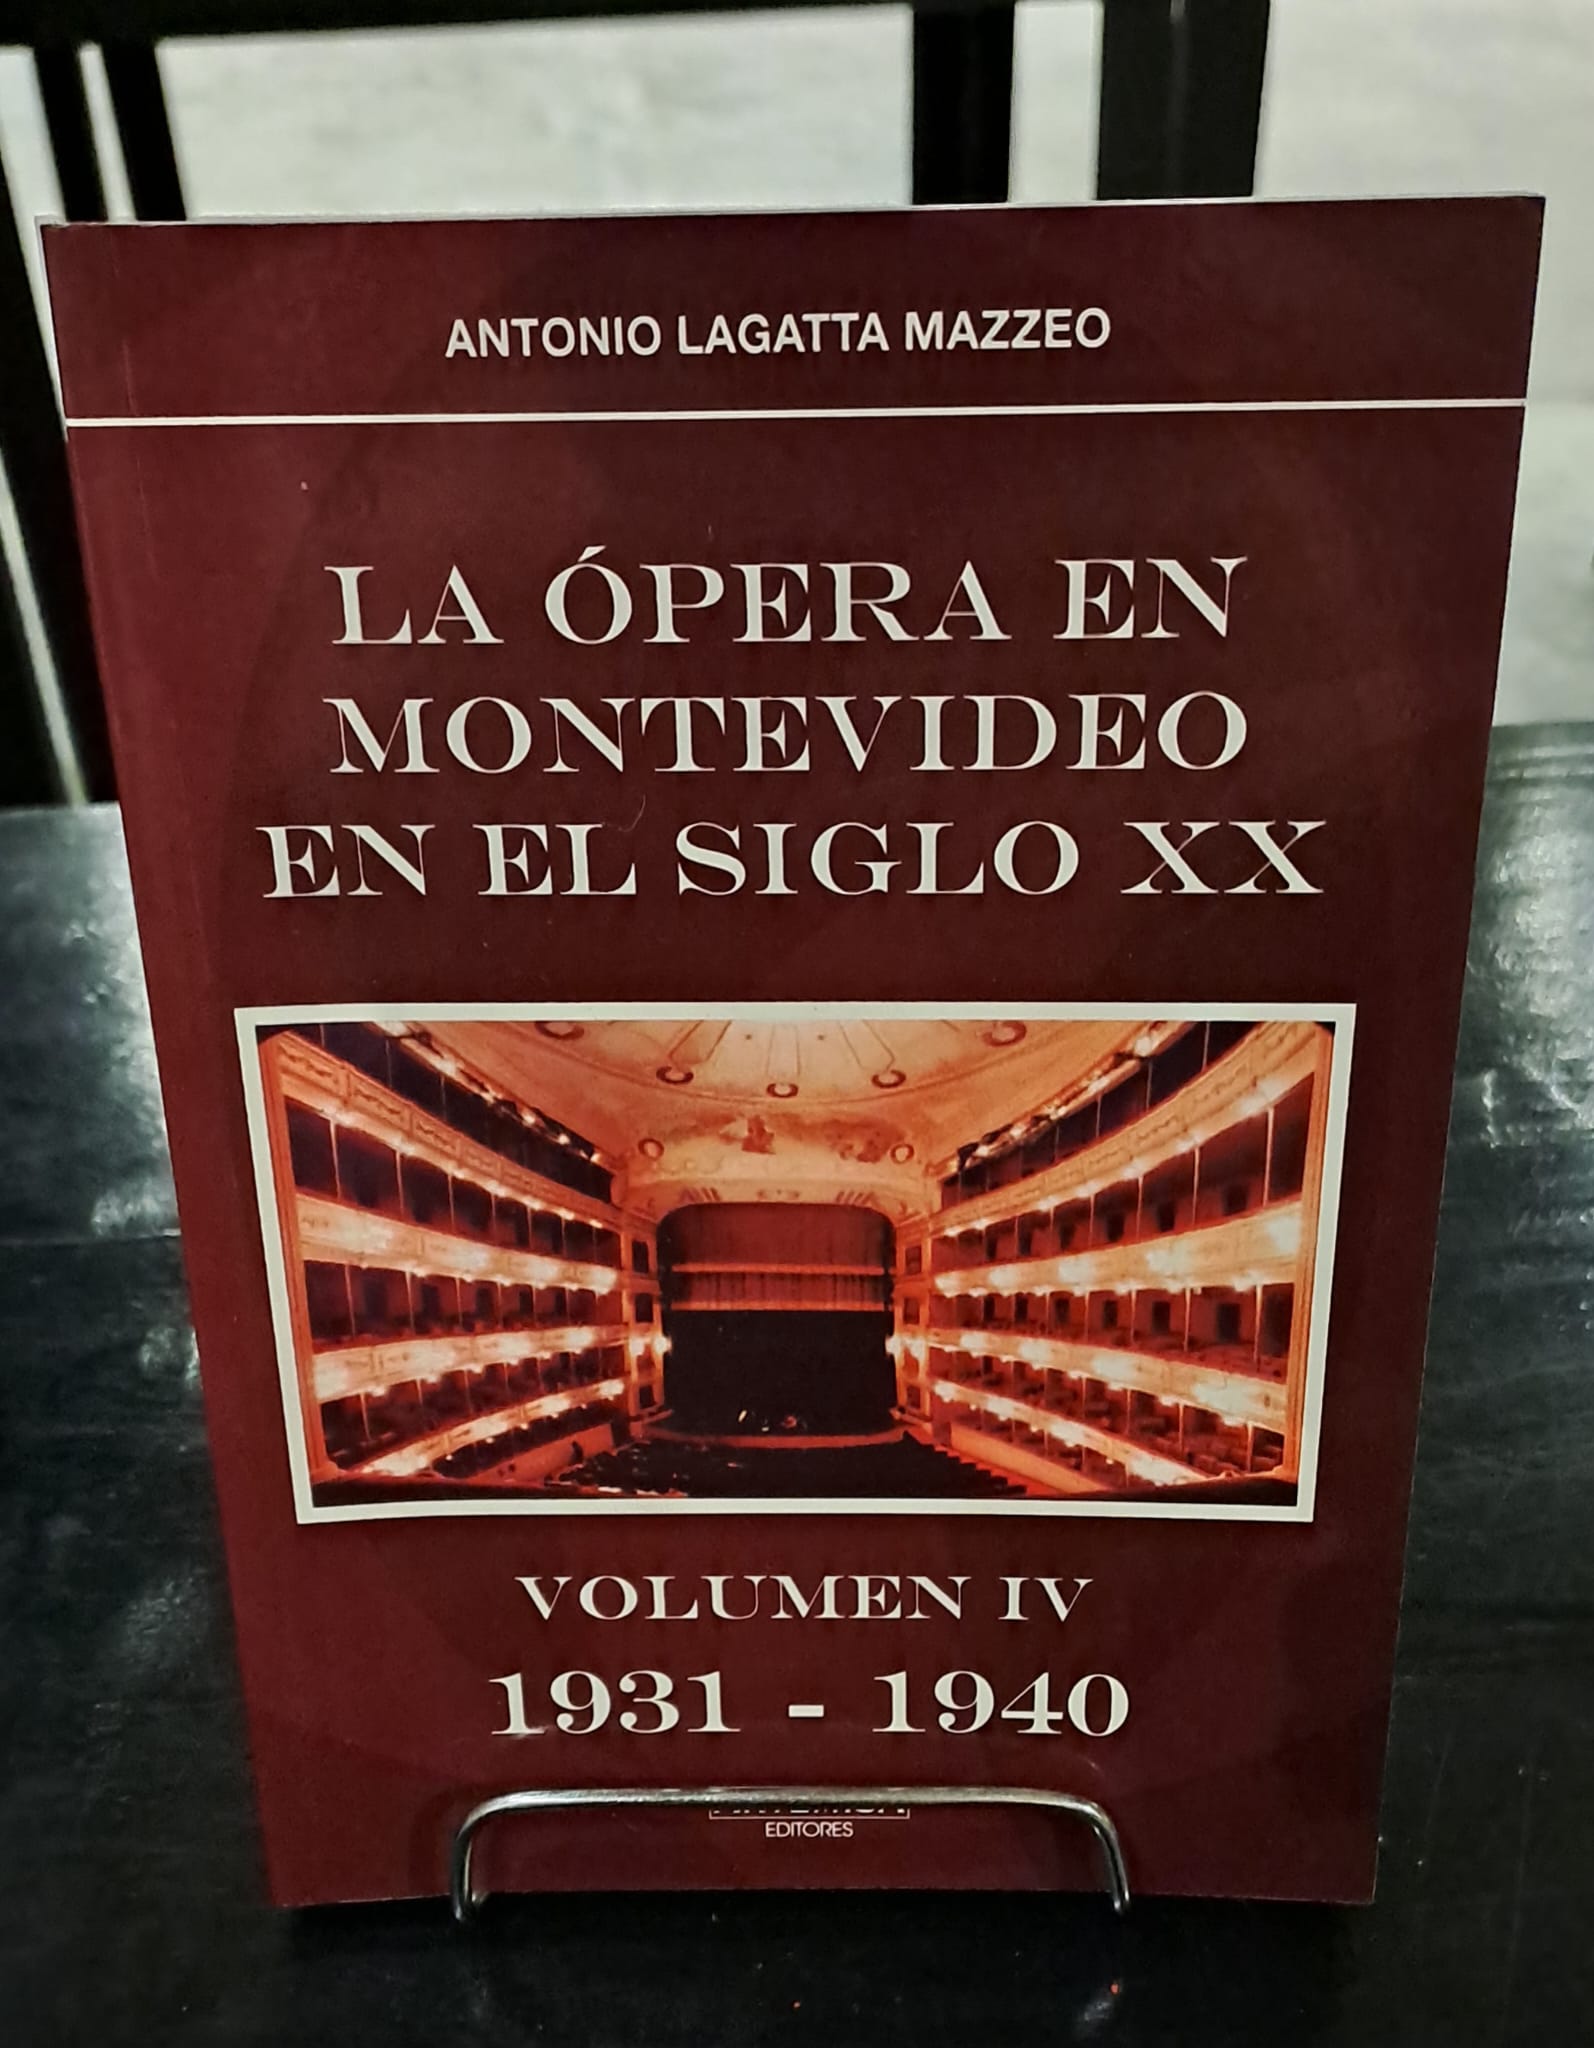 ANTONIO LAGATTA MAZZEO
LA ÓPERA EN
MONTEVIDEO
EN EL SIGLO XX
VOLUMEN IV
1931 - 1940
EDITORES